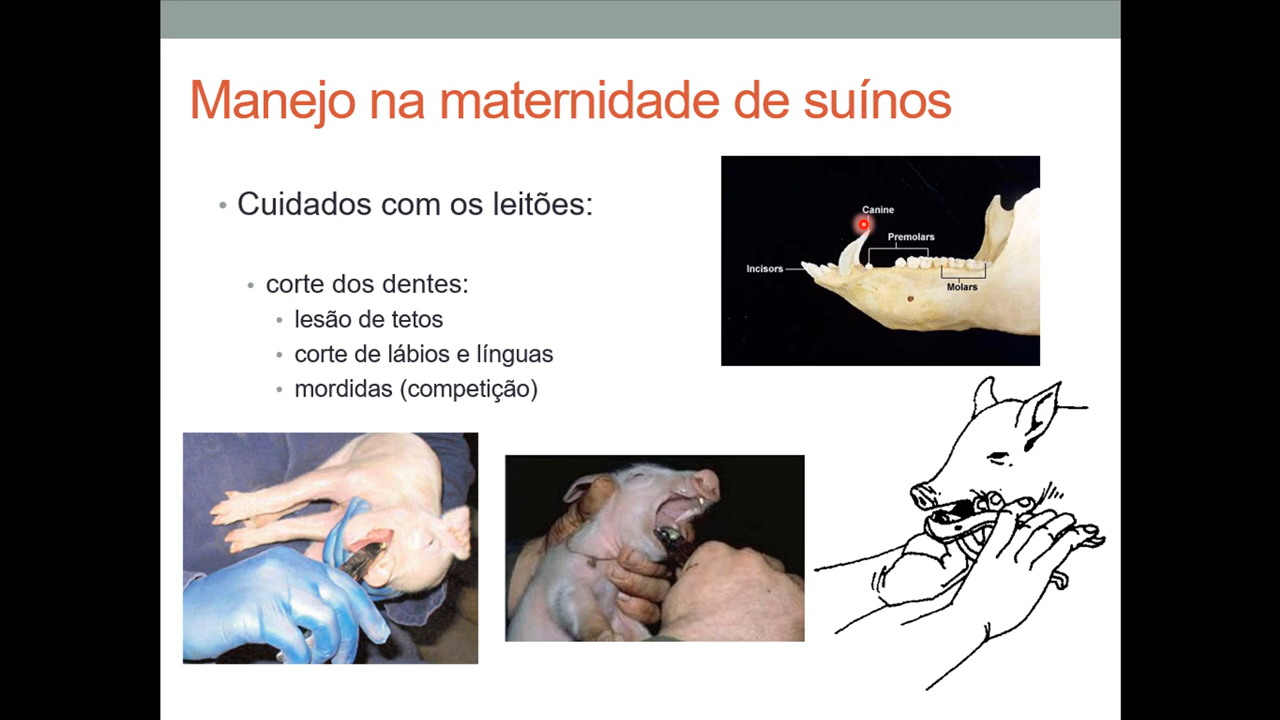 Manejo na maternidade de suínos
• Cuidados com os leitões:
• corte dos dentes:
• lesão de tetos
• corte de lábios e línguas
• mordidas (competição)
Canine
Premolars
Incisors
Molars